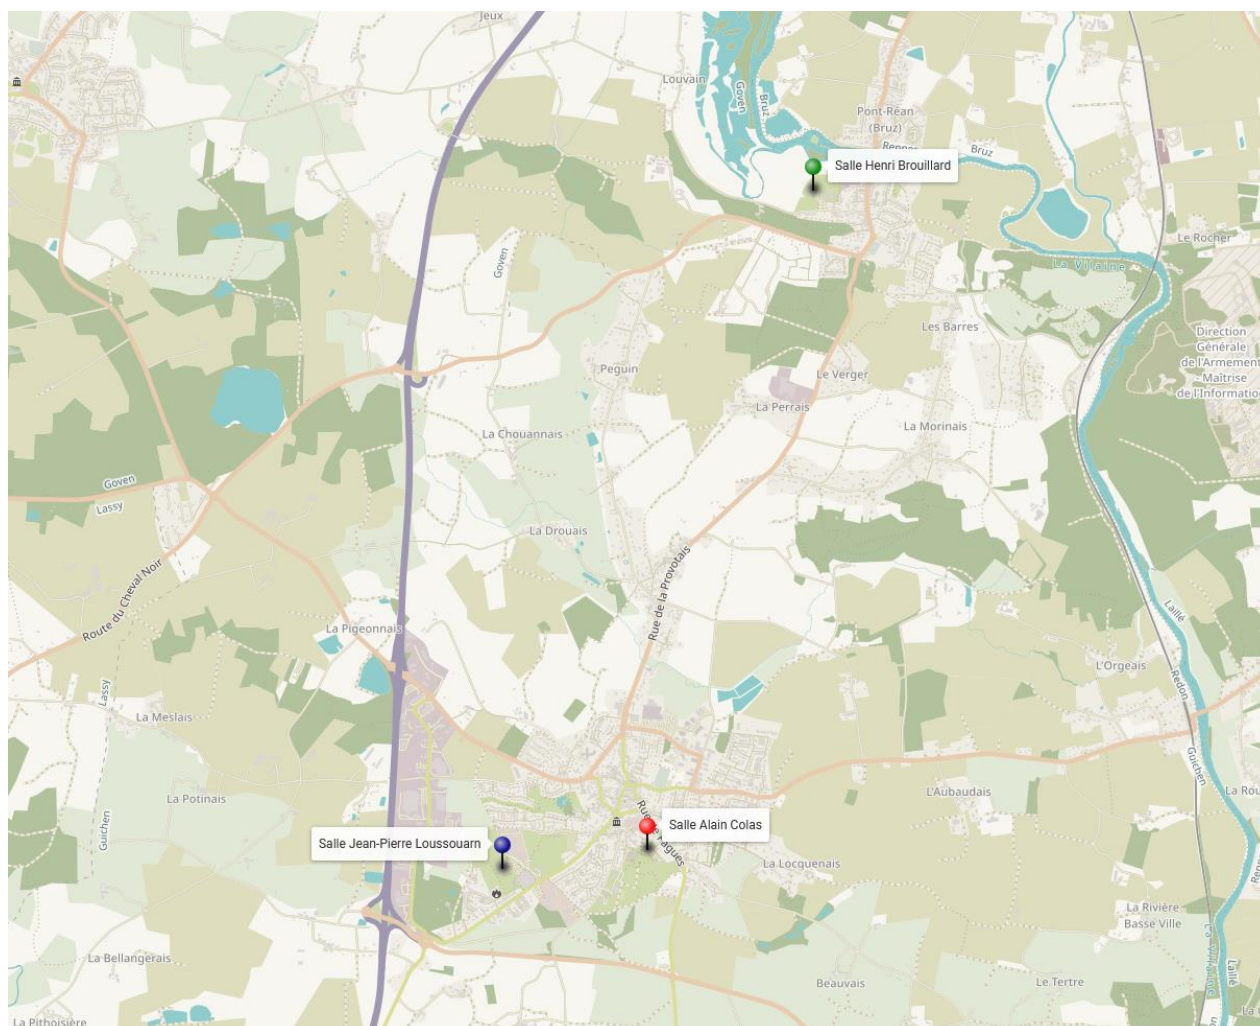 Jeux
Louvain
Goven
Bruz
Pont-Réan
(Bruz)
Bruz
Salle Henri Brouillard
Le Rocher
La Vilaine
Goven
Les Barres
Direction
Générale
de l'Armement
- Maîtrise
de l'Information
Peguin
Le Verger
La Perrais
La Morinais
La Chouannais
Goven
Lassy
La Drouais
Route du Cheval Noir
Rue de la Provotais
Laillé
La Pigeonnais
L'Orgeais
Lassy
Redon
La Meslais
Guichen
La Potinais
L'Aubaudais
Guichen
Salle Alain Colas
Salle Jean-Pierre Loussouarn
La Locquenais
La Rivière
Basse Ville
La Bellangerais
Beauvais
Le Tertre
Laillé
La Pithoisière